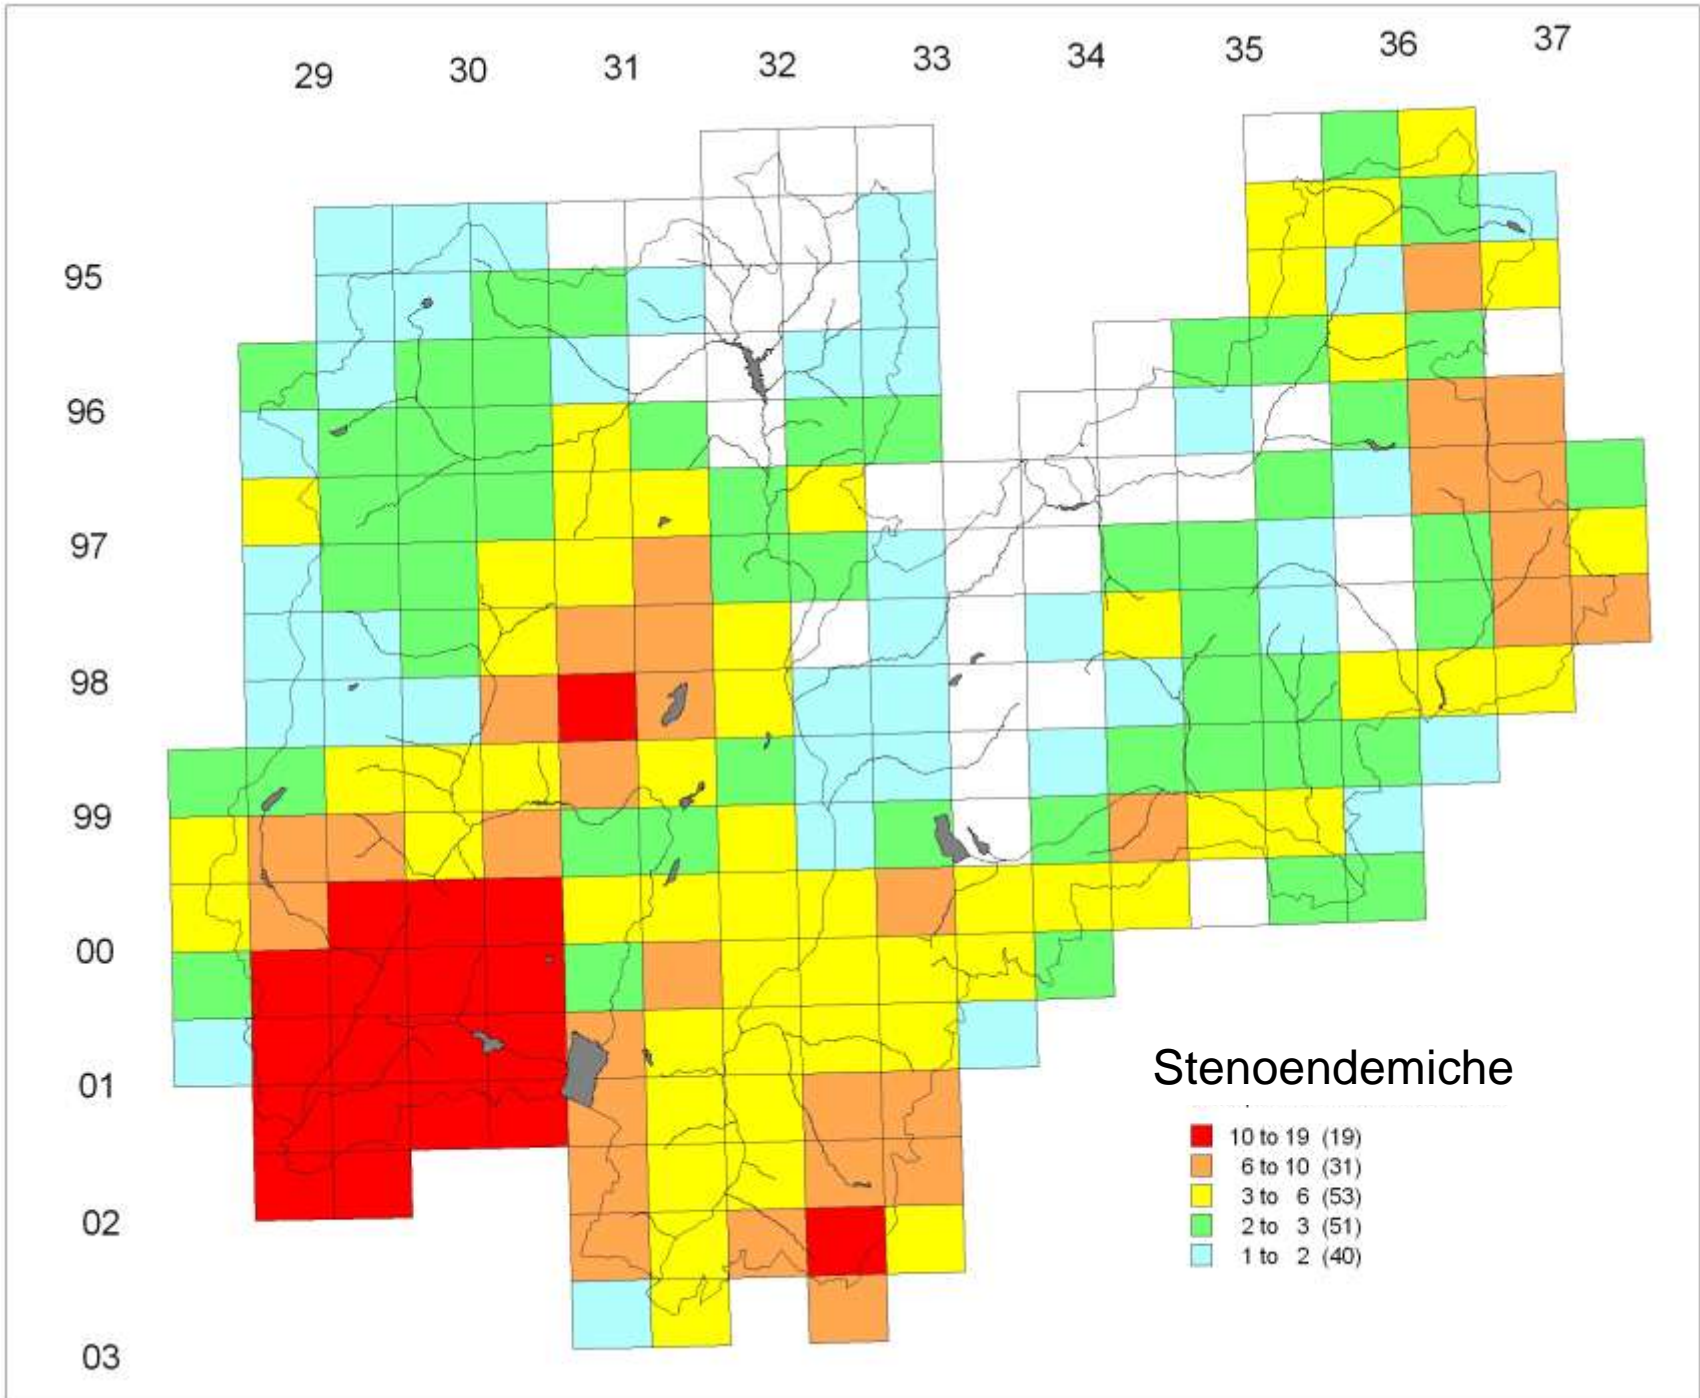 29 30 31 32 33 34 35 36 37
95
96
97
98
99
00
01
02
03
Stenoendemiche
10 to 19 (19)
6 to 10 (31)
3 to 6 (53)
2 to 3 (51)
1 to 2 (40)